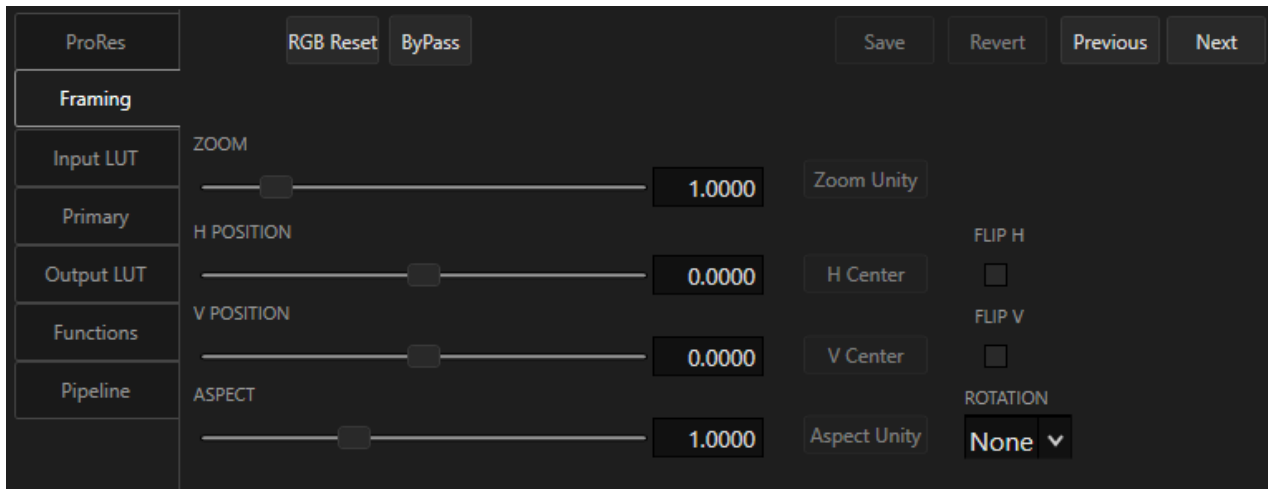 ProRes
RGB Reset
ByPass
Save
Revert
Previous
Next
Framing
Input LUT
Primary
Output LUT
Functions
Pipeline
ZOOM
1.0000
Zoom Unity
H POSITION
0.0000
H Center
FLIP H
V POSITION
0.0000
V Center
FLIP V
ASPECT
1.0000
Aspect Unity
ROTATION
None